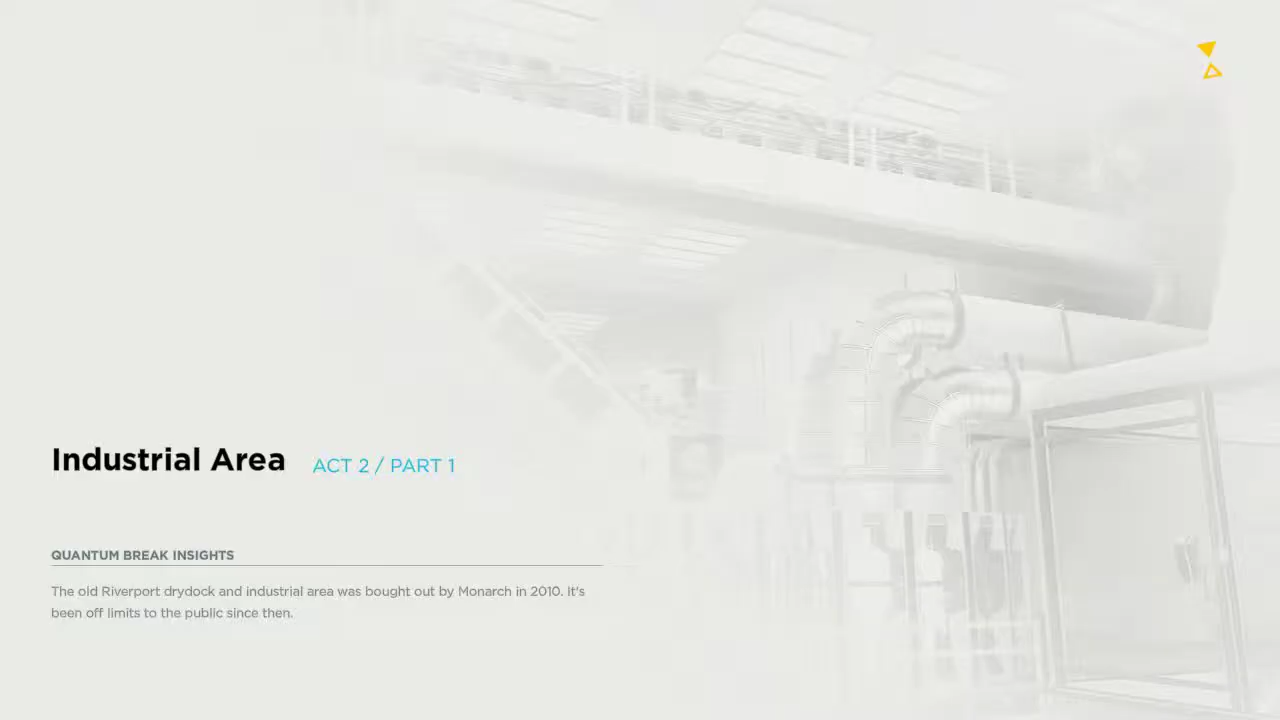 Industrial Area ACT 2 / PART 1
QUANTUM BREAK INSIGHTS
The old Riverport drydock and industrial area was bought out by Monarch in 2010. It's
been off limits to the public since then.